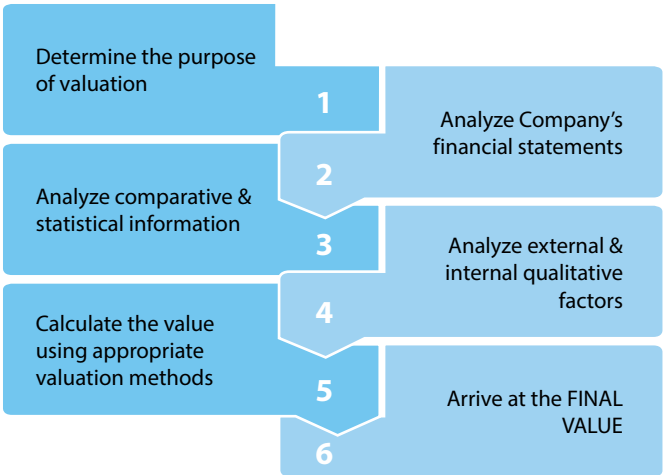 Determine the purpose
of valuation
1
Analyze Company’s
financial statements
2
Analyze comparative &
statistical information
3
Analyze external &
internal qualitative
factors
4
Calculate the value
using appropriate
valuation methods
5
Arrive at the FINAL
VALUE
6